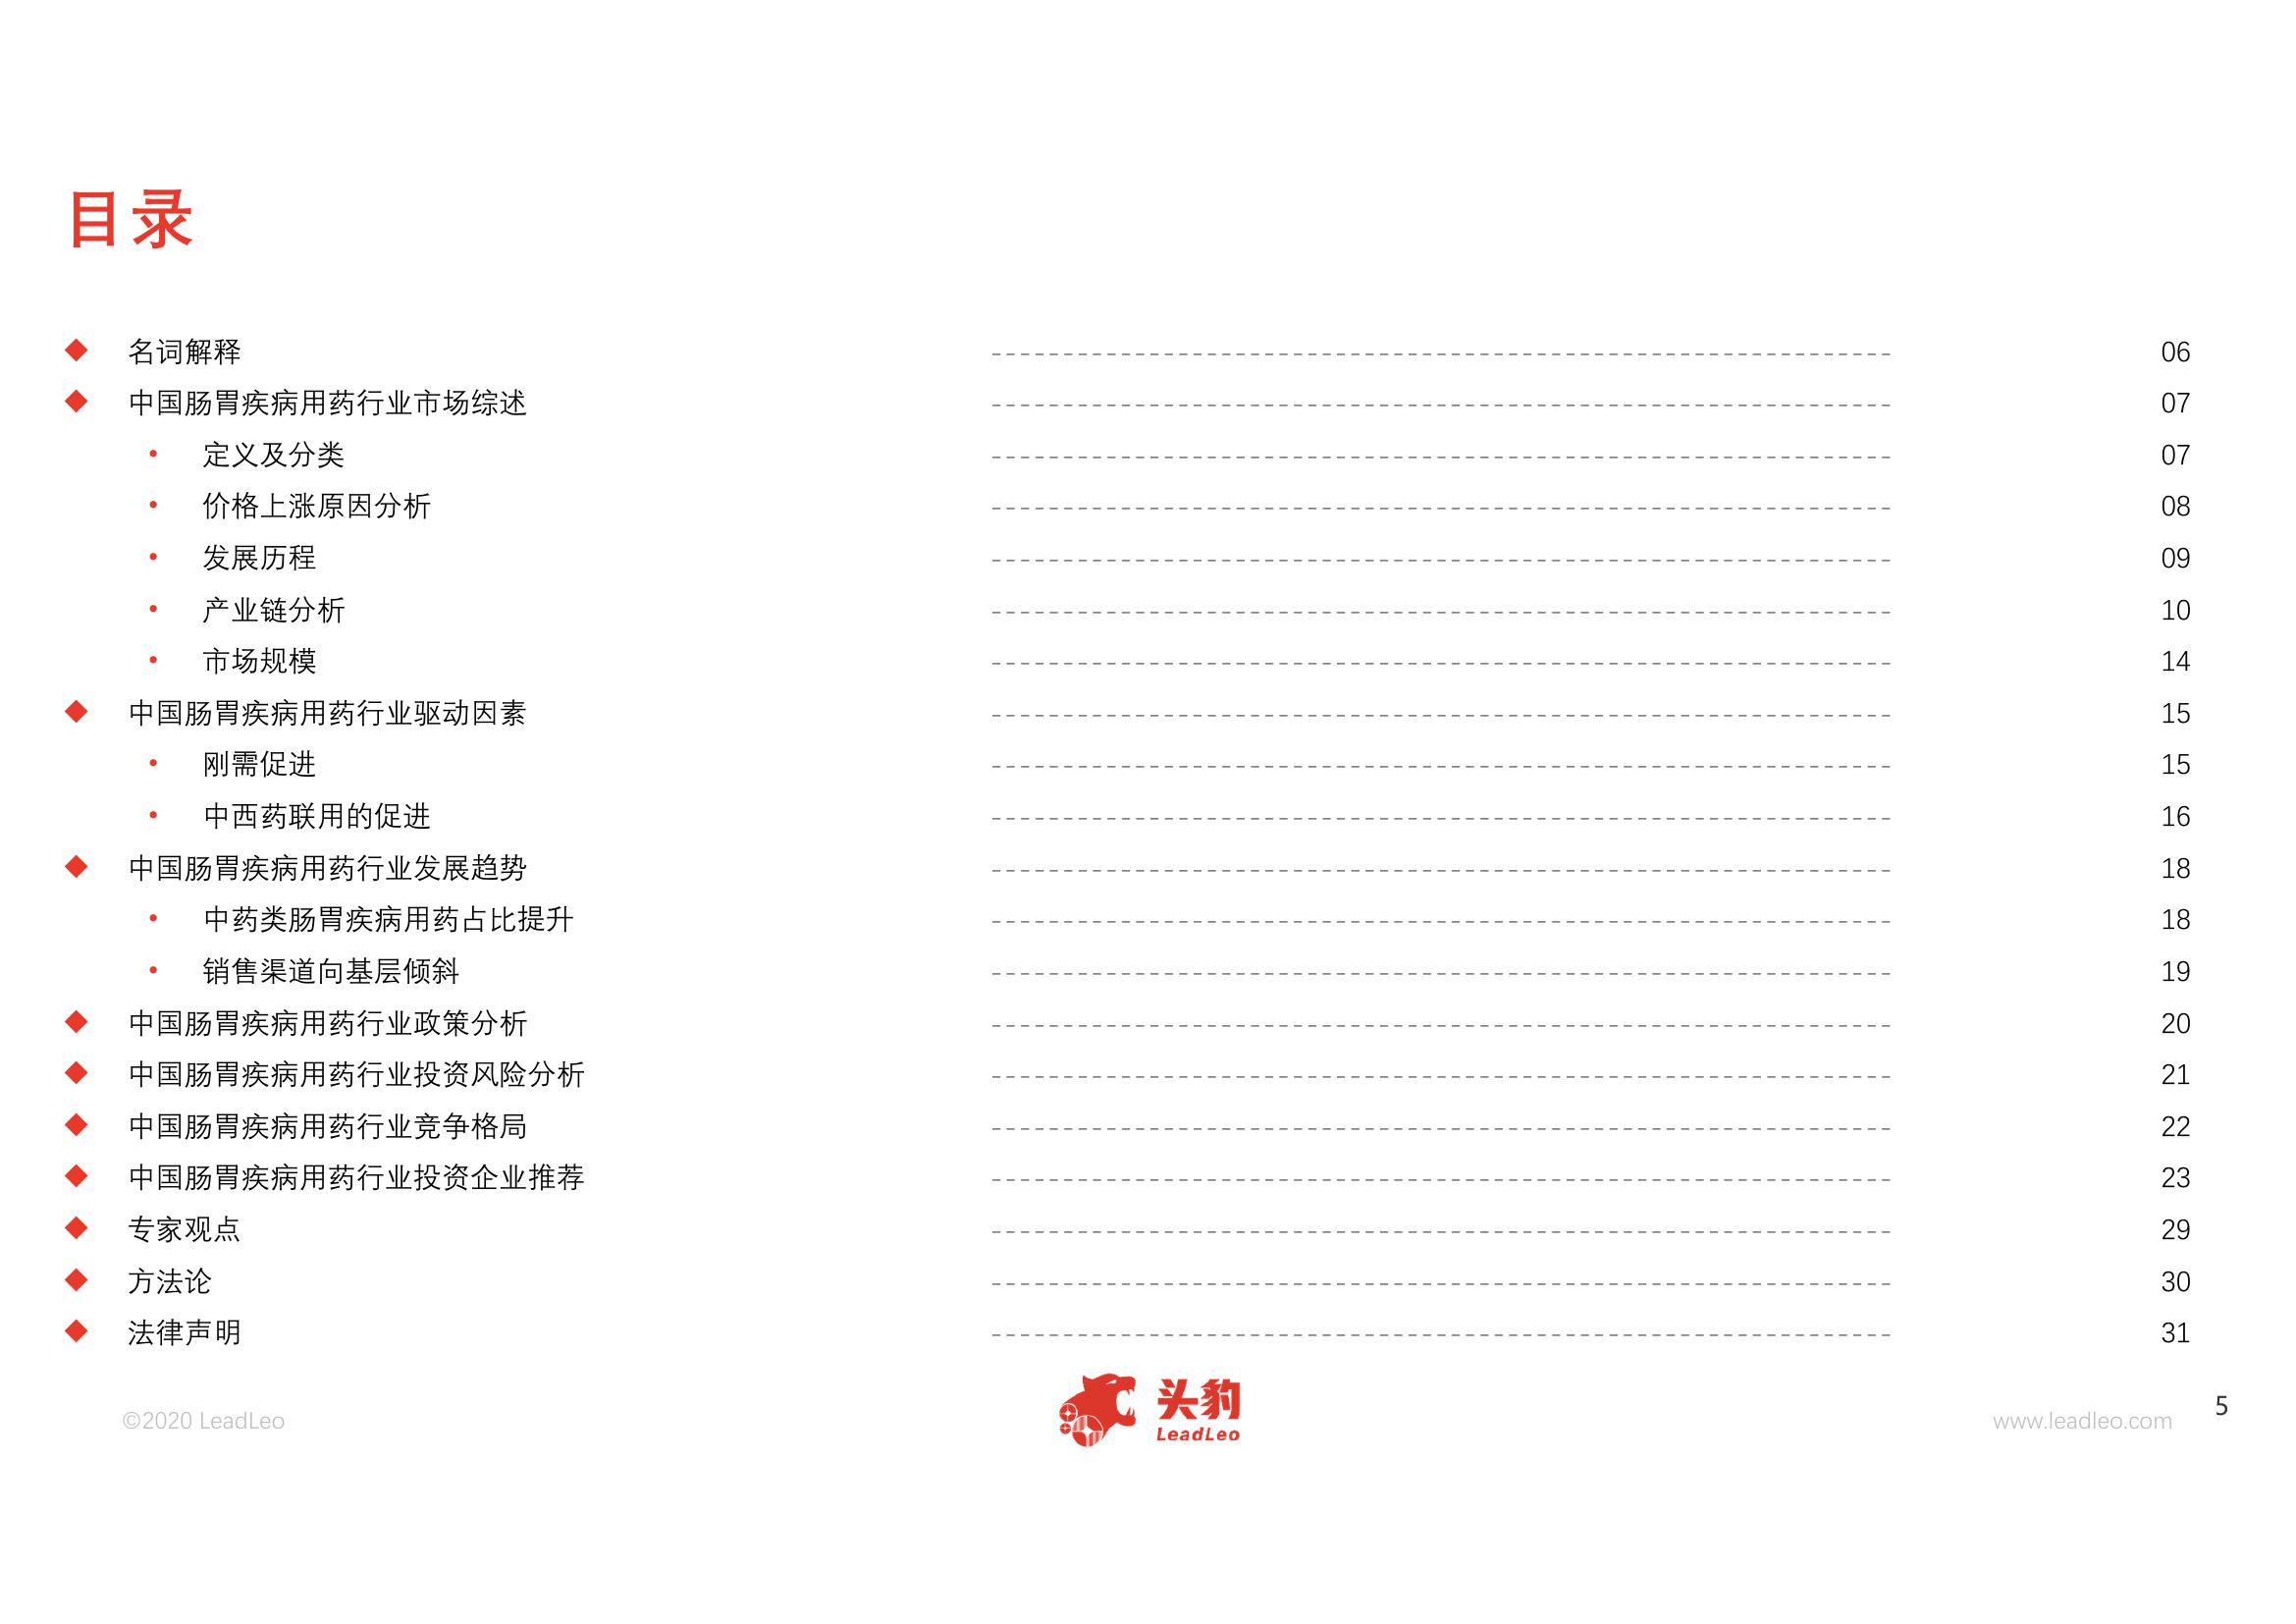 目录
◆ 名词解释 ---------- 06
◆ 中国肠胃疾病用药行业市场综述 ---------- 07
• 定义及分类 ---------- 07
• 价格上涨原因分析 ---------- 08
• 发展历程 ---------- 09
• 产业链分析 ---------- 10
• 市场规模 ---------- 14
◆ 中国肠胃疾病用药行业驱动因素 ---------- 15
• 刚需促进 ---------- 15
• 中西药联用的促进 ---------- 16
◆ 中国肠胃疾病用药行业发展趋势 ---------- 18
• 中药类肠胃疾病用药占比提升 ---------- 18
• 销售渠道向基层倾斜 ---------- 19
◆ 中国肠胃疾病用药行业政策分析 ---------- 20
◆ 中国肠胃疾病用药行业投资风险分析 ---------- 21
◆ 中国肠胃疾病用药行业竞争格局 ---------- 22
◆ 中国肠胃疾病用药行业投资企业推荐 ---------- 23
◆ 专家观点 ---------- 29
◆ 方法论 ---------- 30
◆ 法律声明 ---------- 31
©2020 LeadLeo
头豹
LeadLeo
www.leadleo.com
5